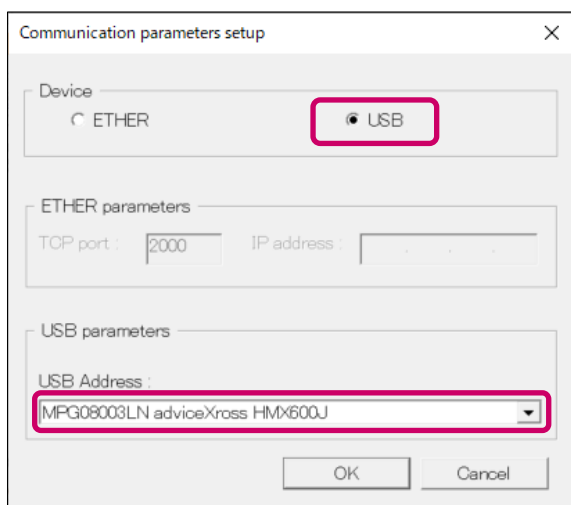 Communication parameters setup
Device
ETHER
USB
ETHER parameters
TCP port :
2000
IP address :
USB parameters
USB Address :
MPG08003LN adviceXross HMX600J
OK
Cancel